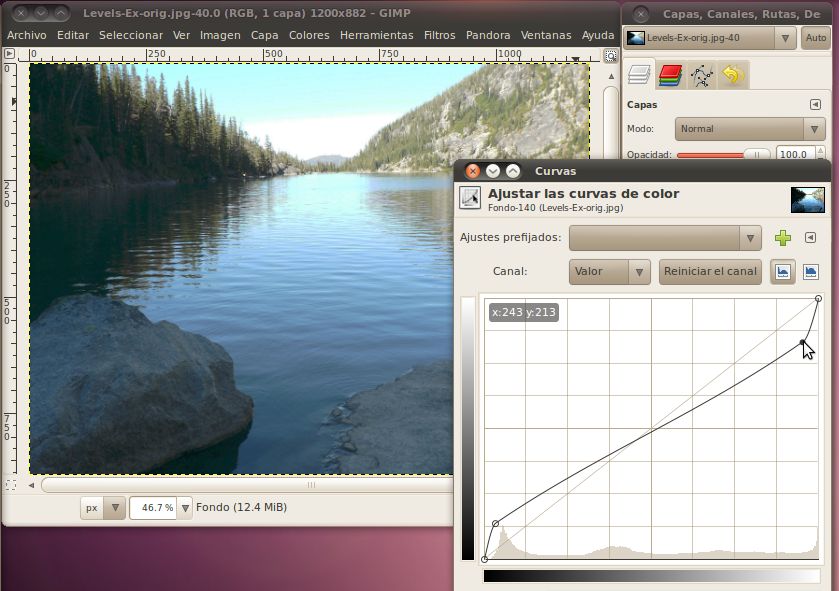 Levels-Ex-orig.jpg-40.0 (RGB, 1 capa) 1200x882 - GIMP
Archivo Editar Seleccionar Ver Imagen Capa Colores Herramientas Filtros Pandora Ventanas Ayuda
0 250 500 750 1000
0
250
500
750
px 46.7 % Fondo (12.4 MiB)
Capas, Canales, Rutas, De
Levels-Ex-orig.jpg-40 Auto
Capas
Modo: Normal
Opacidad: 100.0
Curvas
Ajustar las curvas de color
Fondo-140 (Levels-Ex-orig.jpg)
Ajustes prefijados:
Canal: Valor Reiniciar el canal
x:243 y:213